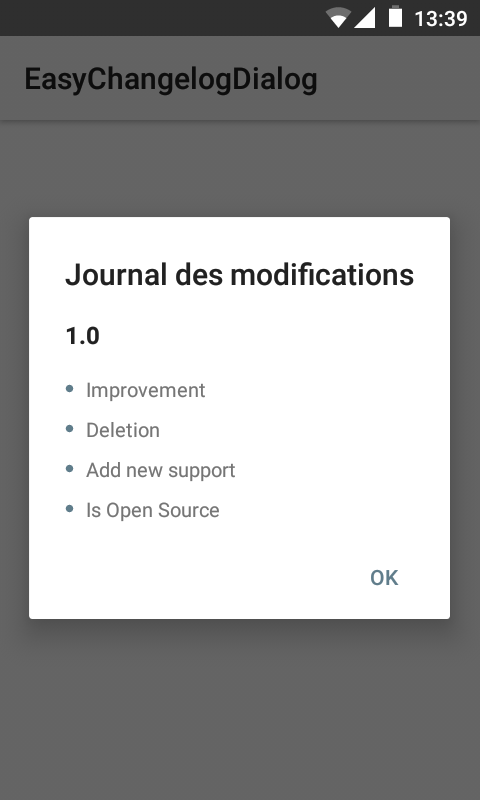 13:39
EasyChangelogDialog
Journal des modifications
1.0
• Improvement
• Deletion
• Add new support
• Is Open Source
OK